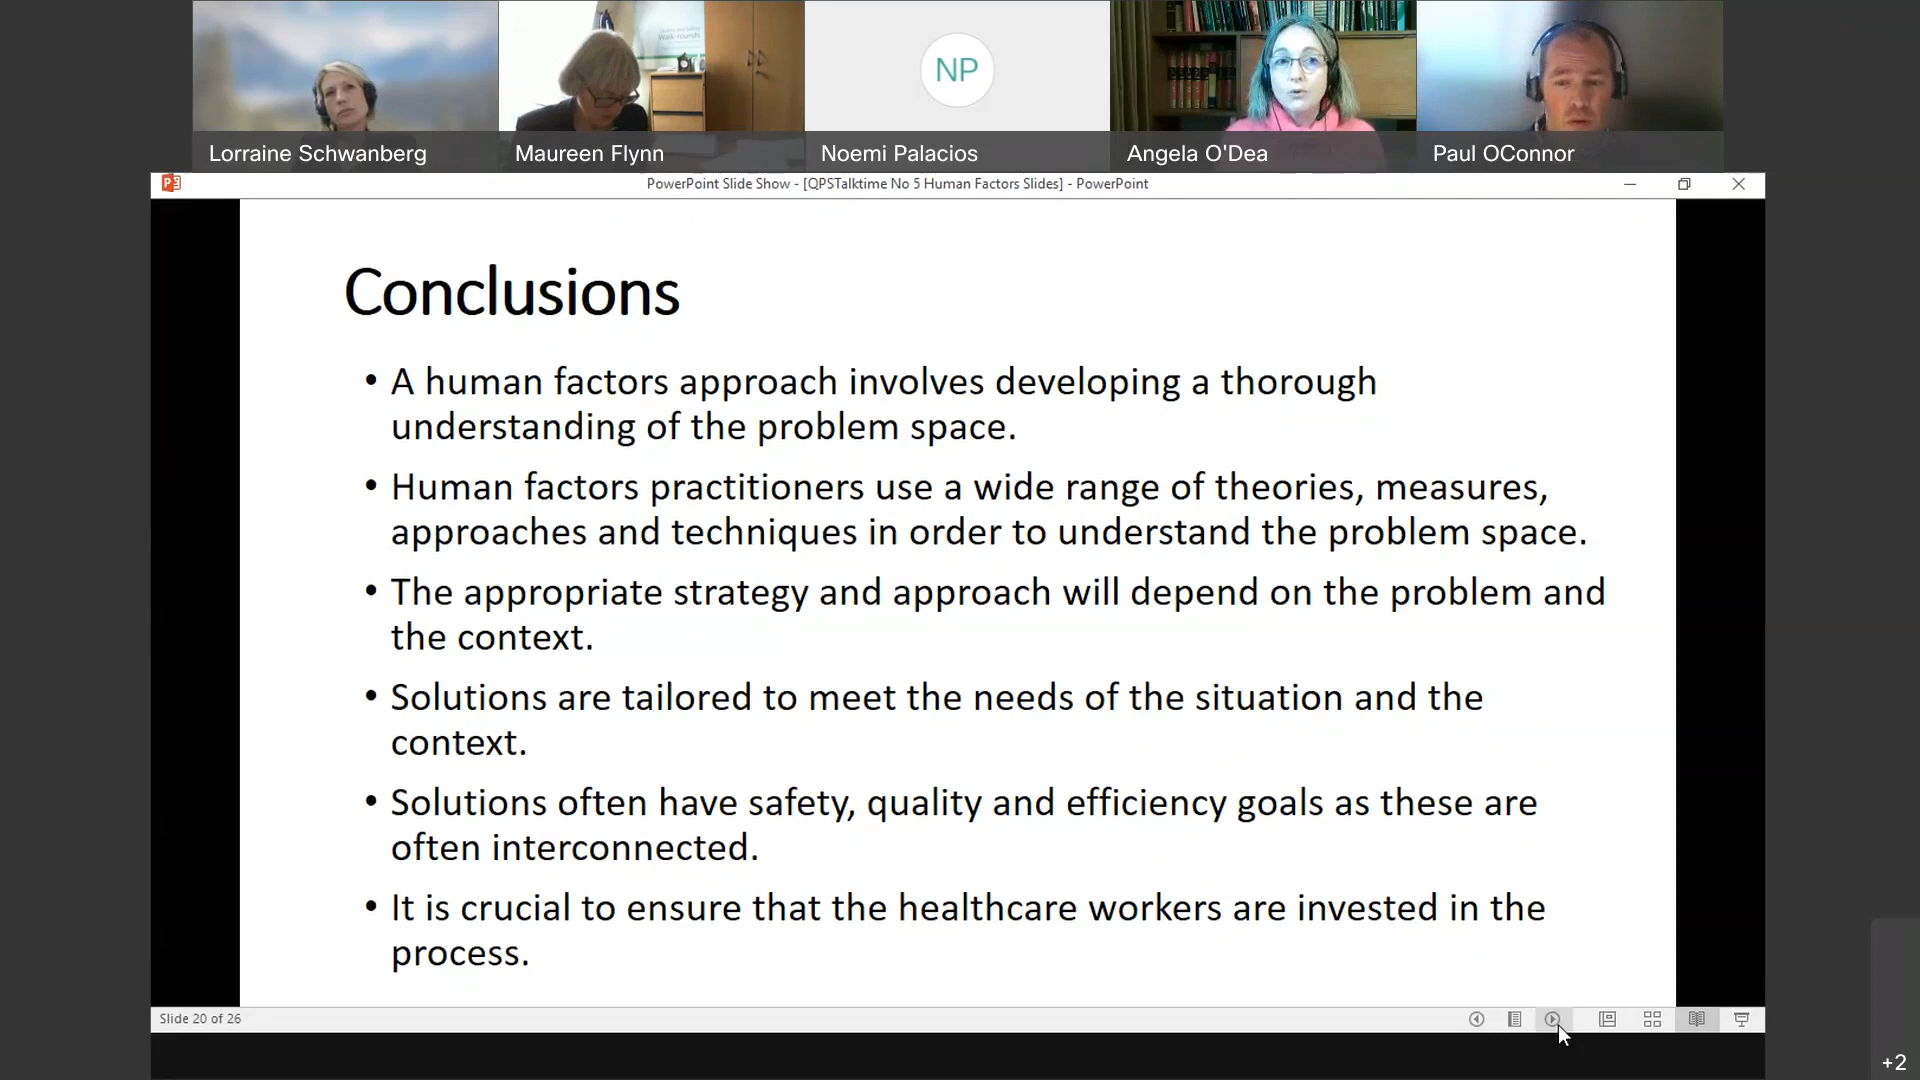 NP
Walk-rounds
Lorraine Schwanberg
Maureen Flynn
Noemi Palacios
Angela O'Dea
Paul OConnor
PowerPoint Slide Show - [QPSTalktime No 5 Human Factors Slides] - PowerPoint
Conclusions
• A human factors approach involves developing a thorough
understanding of the problem space.
• Human factors practitioners use a wide range of theories, measures,
approaches and techniques in order to understand the problem space.
• The appropriate strategy and approach will depend on the problem and
the context.
• Solutions are tailored to meet the needs of the situation and the
context.
• Solutions often have safety, quality and efficiency goals as these are
often interconnected.
• It is crucial to ensure that the healthcare workers are invested in the
process.
Slide 20 of 26
+2